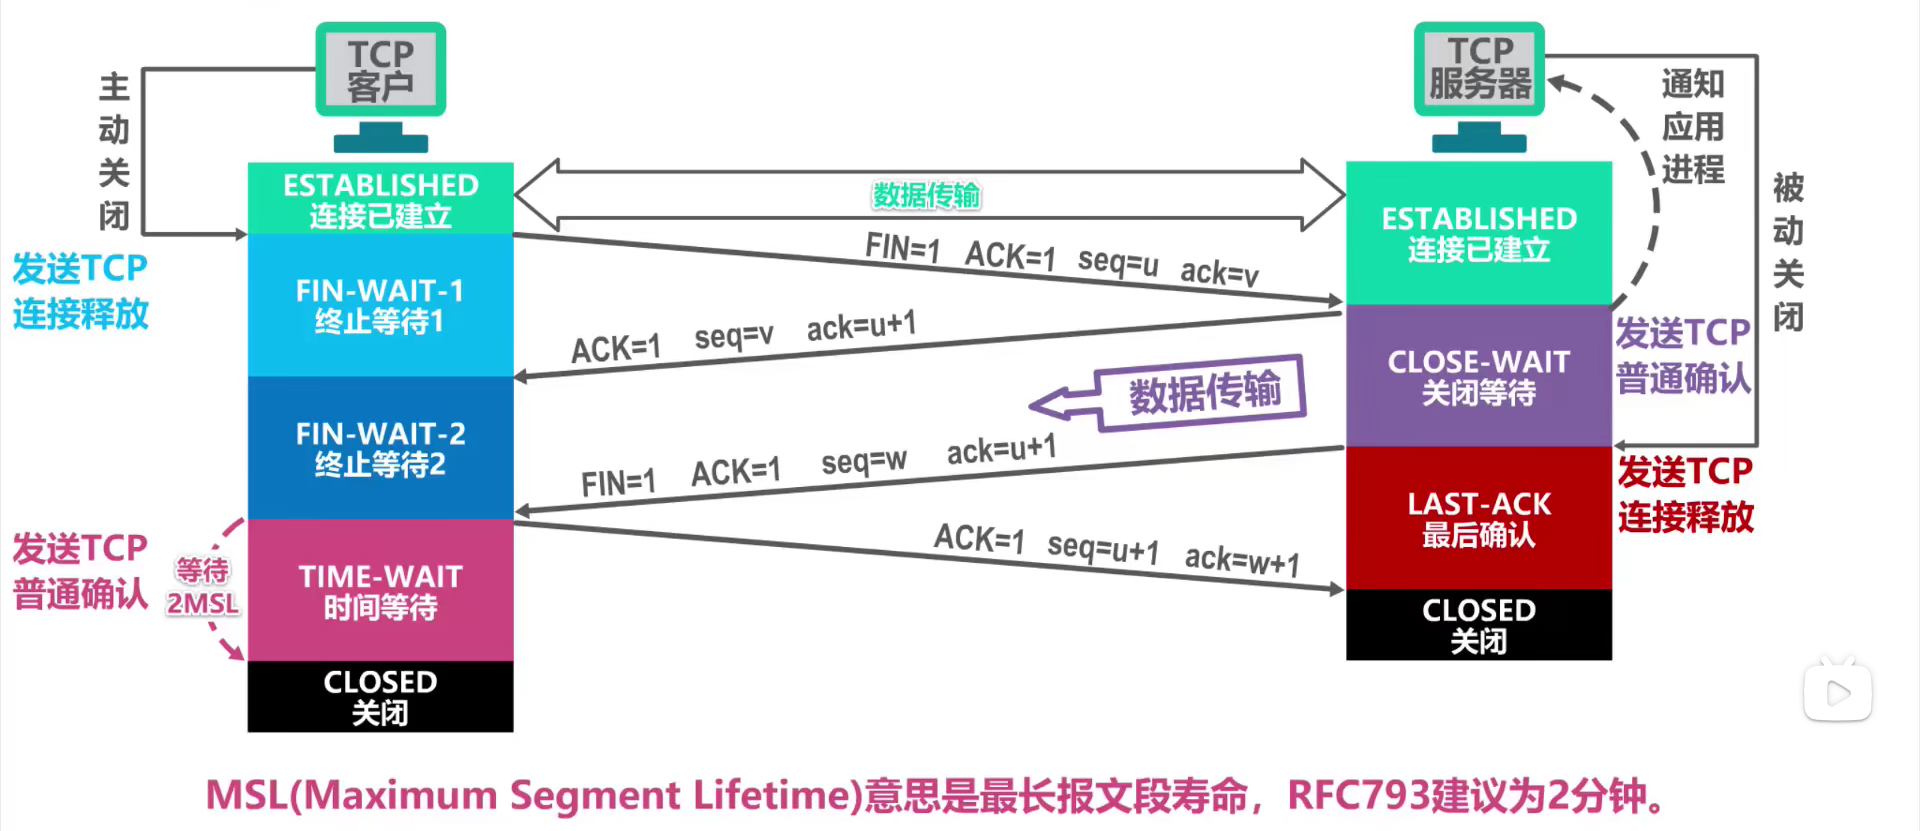 TCP
客户
TCP
服务器
主动关闭
通知应用进程
被动关闭
ESTABLISHED
连接已建立
数据传输
ESTABLISHED
连接已建立
FIN=1 ACK=1 seq=u ack=v
发送TCP
连接释放
FIN-WAIT-1
终止等待1
ACK=1 seq=v ack=u+1
发送TCP
普通确认
CLOSE-WAIT
关闭等待
数据传输
FIN-WAIT-2
终止等待2
FIN=1 ACK=1 seq=w ack=u+1
发送TCP
连接释放
LAST-ACK
最后确认
发送TCP
普通确认
等待
2MSL
TIME-WAIT
时间等待
ACK=1 seq=u+1 ack=w+1
CLOSED
关闭
CLOSED
关闭
MSL(Maximum Segment Lifetime)意思是最长报文段寿命，RFC793建议为2分钟。